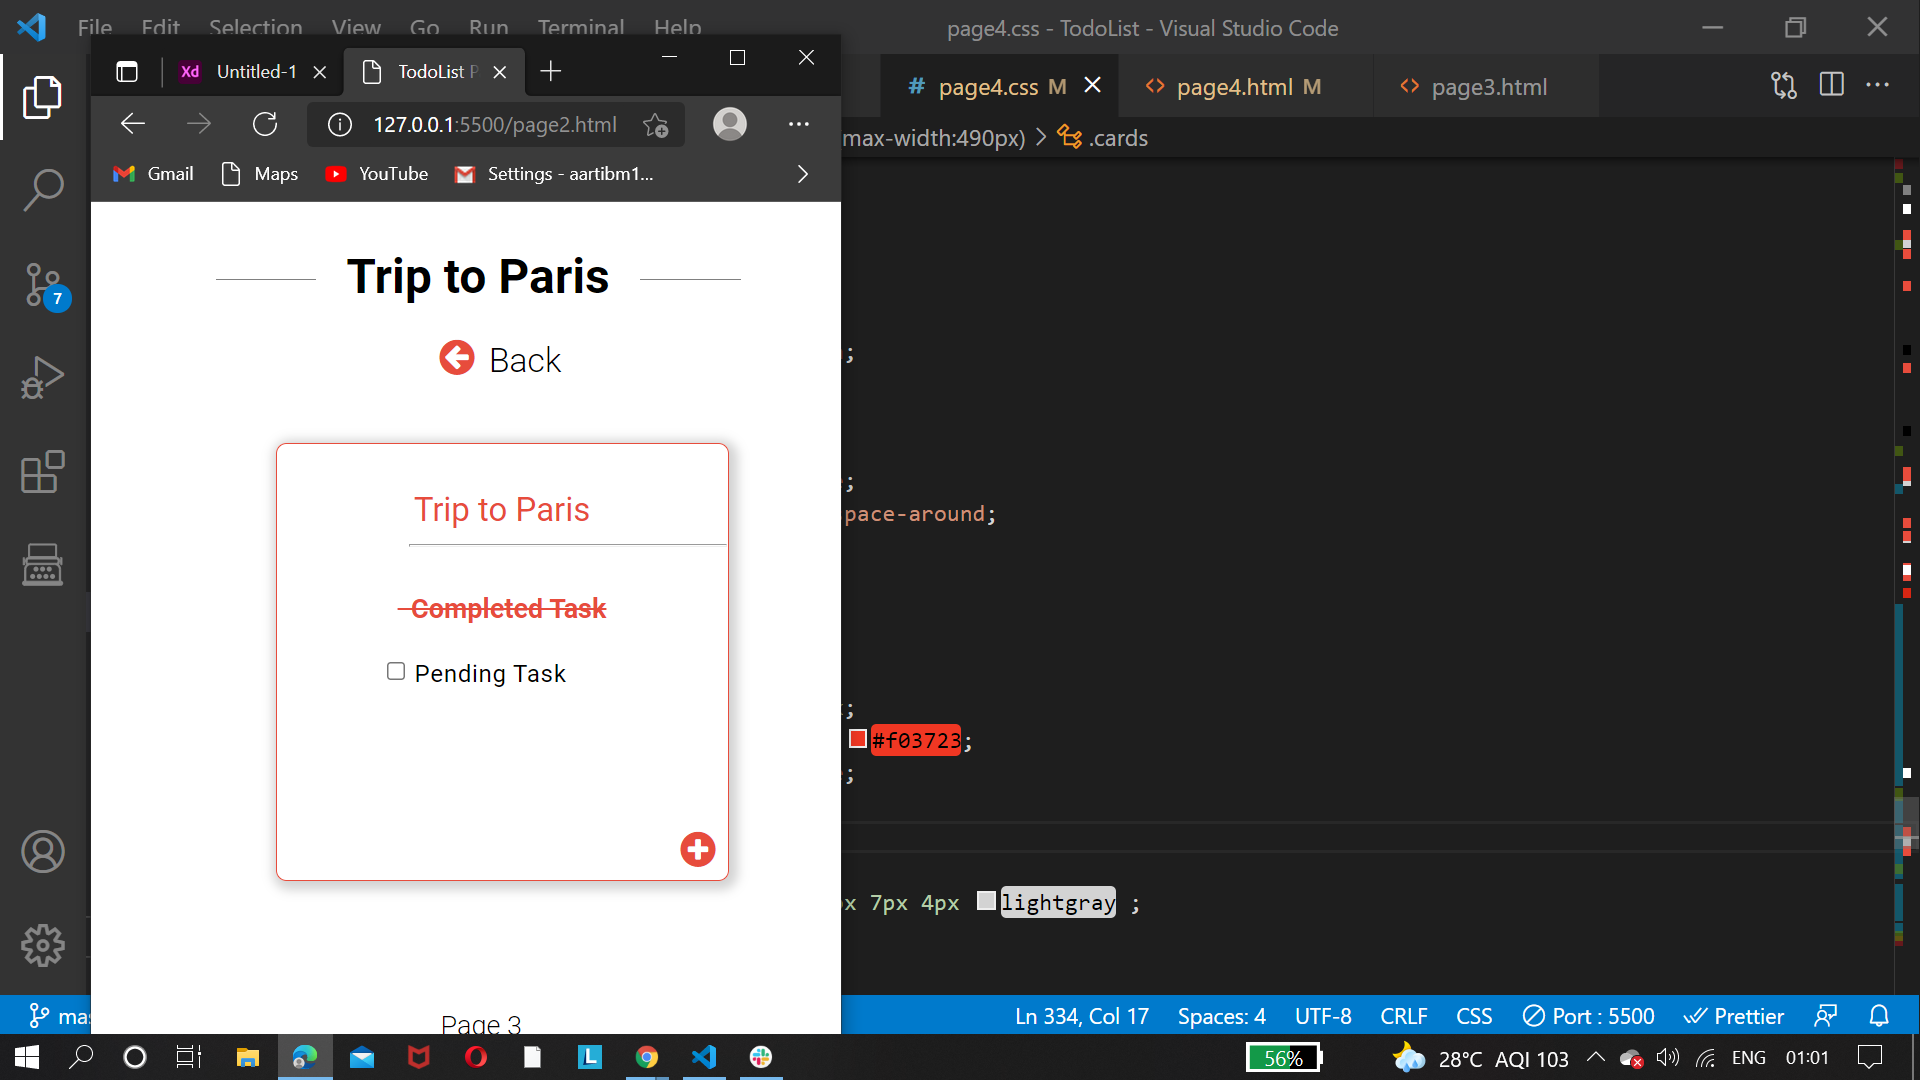 File Edit Selection View Go Run Terminal Help
page4.css - TodoList - Visual Studio Code
Xd Untitled-1
TodoList P
# page4.css M
page4.html M
page3.html
127.0.0.1:5500/page2.html
max-width:490px) > .cards
Gmail Maps YouTube Settings - aartibm1...
Trip to Paris
Back
;
Trip to Paris
;
pace-around;
Completed Task
Pending Task
;
#f03723;
;
x 7px 4px lightgray ;
7
Page 3
mas
Ln 334, Col 17 Spaces: 4 UTF-8 CRLF CSS Port : 5500 Prettier
L
56%
28°C AQI 103
ENG 01:01